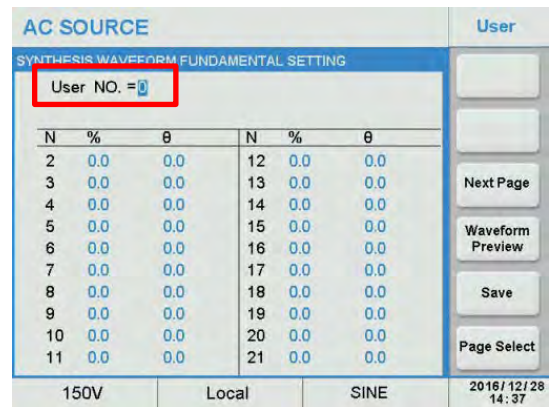 AC SOURCE
User
SYNTHESIS WAVEFORM FUNDAMENTAL SETTING
User NO. =0
N % θ N % θ
2 0.0 0.0 12 0.0 0.0
3 0.0 0.0 13 0.0 0.0
4 0.0 0.0 14 0.0 0.0
5 0.0 0.0 15 0.0 0.0
6 0.0 0.0 16 0.0 0.0
7 0.0 0.0 17 0.0 0.0
8 0.0 0.0 18 0.0 0.0
9 0.0 0.0 19 0.0 0.0
10 0.0 0.0 20 0.0 0.0
11 0.0 0.0 21 0.0 0.0
Next Page
Waveform
Preview
Save
Page Select
150V Local SINE 2016/12/28
14:37